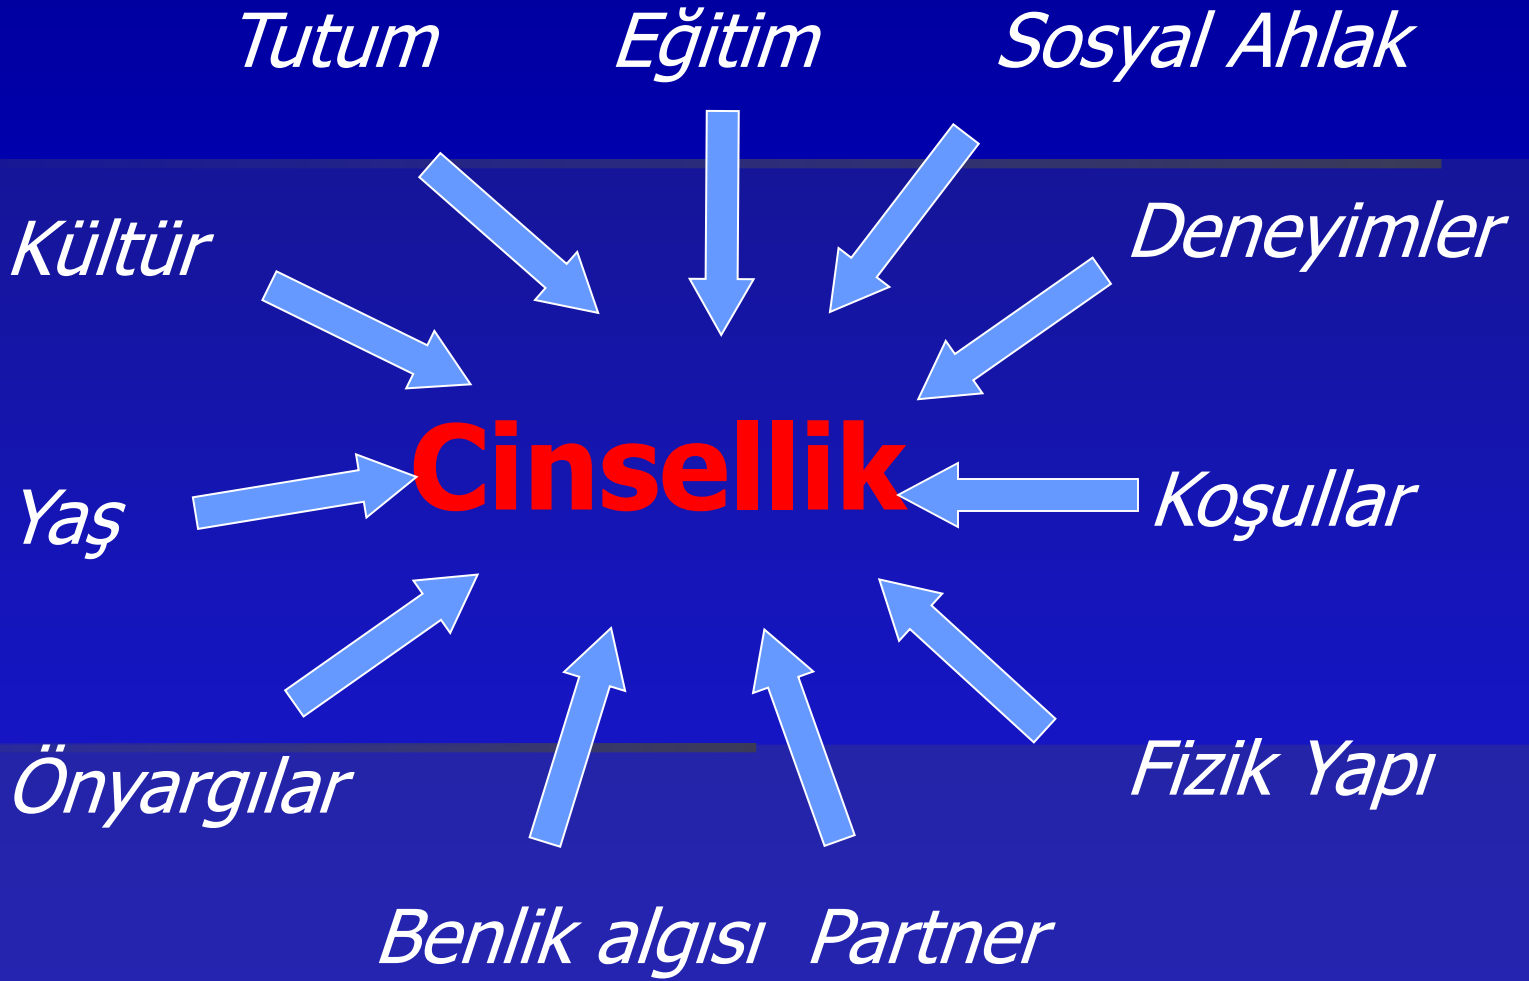 Tutum Eğitim Sosyal Ahlak
Kültür Deneyimler
Cinsellik
Yaş Koşullar
Önyargılar Fizik Yapı
Benlik algısı Partner